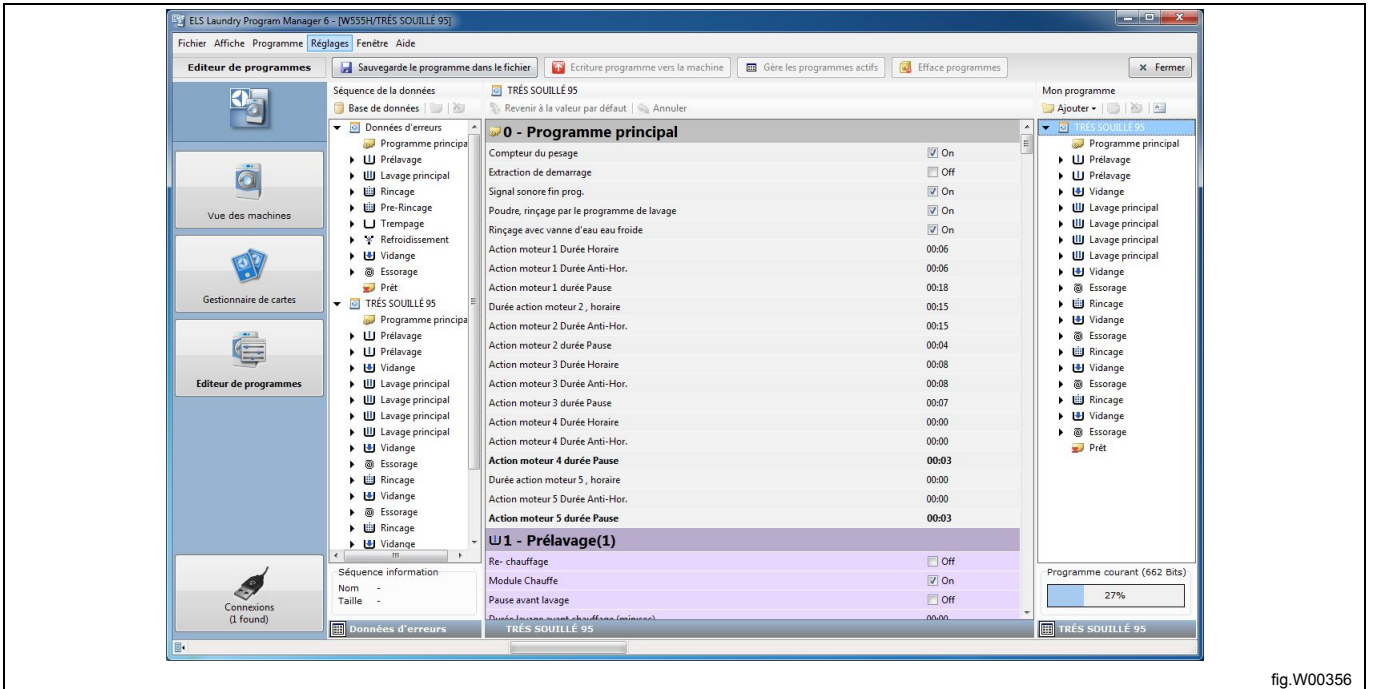 ELS Laundry Program Manager 6 - [W555H/TRÉS SOUILLÉ 95]
Fichier Affiche Programme Réglages Fenêtre Aide
Editeur de programmes
Sauvegarde le programme dans le fichier
Ecriture programme vers la machine
Gère les programmes actifs
Efface programmes
Fermer
Vue des machines
Gestionnaire de cartes
Editeur de programmes
Connexions
(1 found)
Séquence de la données
Base de données
Données d'erreurs
Programme principa
Prélavage
Lavage principal
Rincage
Pre-Rincage
Trempage
Refroidissement
Vidange
Essorage
Prét
TRÉS SOUILLÉ 95
Programme principa
Prélavage
Prélavage
Vidange
Lavage principal
Lavage principal
Lavage principal
Lavage principal
Vidange
Essorage
Rincage
Vidange
Essorage
Rincage
Vidange
Séquence information
Nom -
Taille -
Données d'erreurs
TRÉS SOUILLÉ 95
Revenir à la valeur par défaut Annuler
0 - Programme principal
Compteur du pesage On
Extraction de demarrage Off
Signal sonore fin prog. On
Poudre, rinçage par le programme de lavage On
Rinçage avec vanne d'eau eau froide On
Action moteur 1 Durée Horaire 00:06
Action moteur 1 Durée Anti-Hor. 00:06
Action moteur 1 durée Pause 00:18
Durée action moteur 2 , horaire 00:15
Action moteur 2 Durée Anti-Hor. 00:15
Action moteur 2 durée Pause 00:04
Action moteur 3 Durée Horaire 00:08
Action moteur 3 Durée Anti-Hor. 00:08
Action moteur 3 durée Pause 00:07
Action moteur 4 Durée Horaire 00:00
Action moteur 4 Durée Anti-Hor. 00:00
Action moteur 4 durée Pause 00:03
Durée action moteur 5 , horaire 00:00
Action moteur 5 Durée Anti-Hor. 00:00
Action moteur 5 durée Pause 00:03
1 - Prélavage(1)
Re- chauffage Off
Module Chauffe On
Pause avant lavage Off
Durée lavage avant chauffage (min:sec) 00:00
TRÉS SOUILLÉ 95
Mon programme
Ajouter
TRÉS SOUILLÉ 95
Programme principal
Prélavage
Prélavage
Vidange
Lavage principal
Lavage principal
Lavage principal
Lavage principal
Vidange
Essorage
Rincage
Vidange
Essorage
Rincage
Vidange
Essorage
Rincage
Vidange
Essorage
Prét
Programme courant (662 Bits)
27%
TRÉS SOUILLÉ 95
fig.W00356